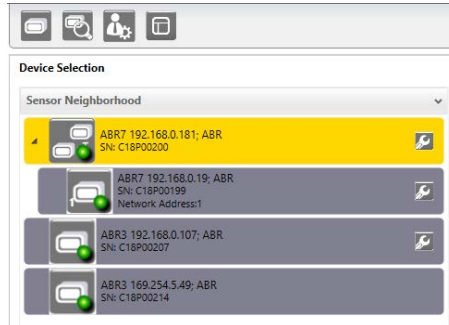 Device Selection
Sensor Neighborhood
ABR7 192.168.0.181; ABR
SN: C18P00200
ABR7 192.168.0.19; ABR
SN: C18P00199
Network Address:1
1
ABR3 192.168.0.107; ABR
SN: C18P00207
ABR3 169.254.5.49; ABR
SN: C18P00214